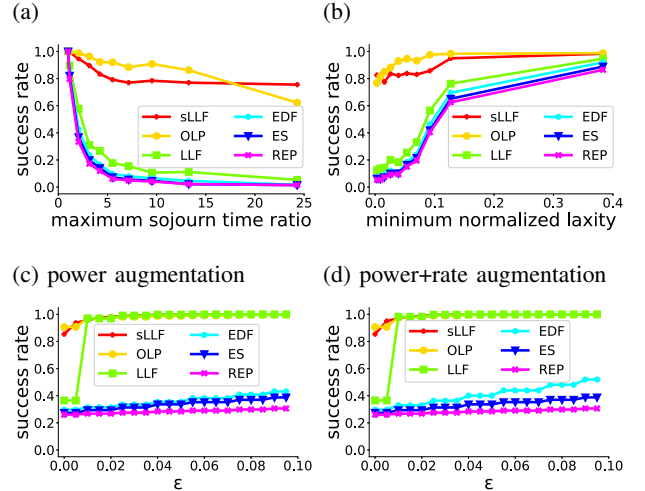 (a)
(b)
success rate
1.0
0.8
0.6
0.4
0.2
0.0
sLLF
OLP
LLF
EDF
ES
REP
0
5
10
15
20
25
maximum sojourn time ratio
success rate
1.0
0.8
0.6
0.4
0.2
0.0
sLLF
OLP
LLF
EDF
ES
REP
0.0
0.1
0.2
0.3
0.4
minimum normalized laxity
(c) power augmentation
(d) power+rate augmentation
success rate
1.0
0.8
0.6
0.4
0.2
0.0
sLLF
OLP
LLF
EDF
ES
REP
0.00
0.02
0.04
0.06
0.08
0.10
ε
success rate
1.0
0.8
0.6
0.4
0.2
0.0
sLLF
OLP
LLF
EDF
ES
REP
0.00
0.02
0.04
0.06
0.08
0.10
ε